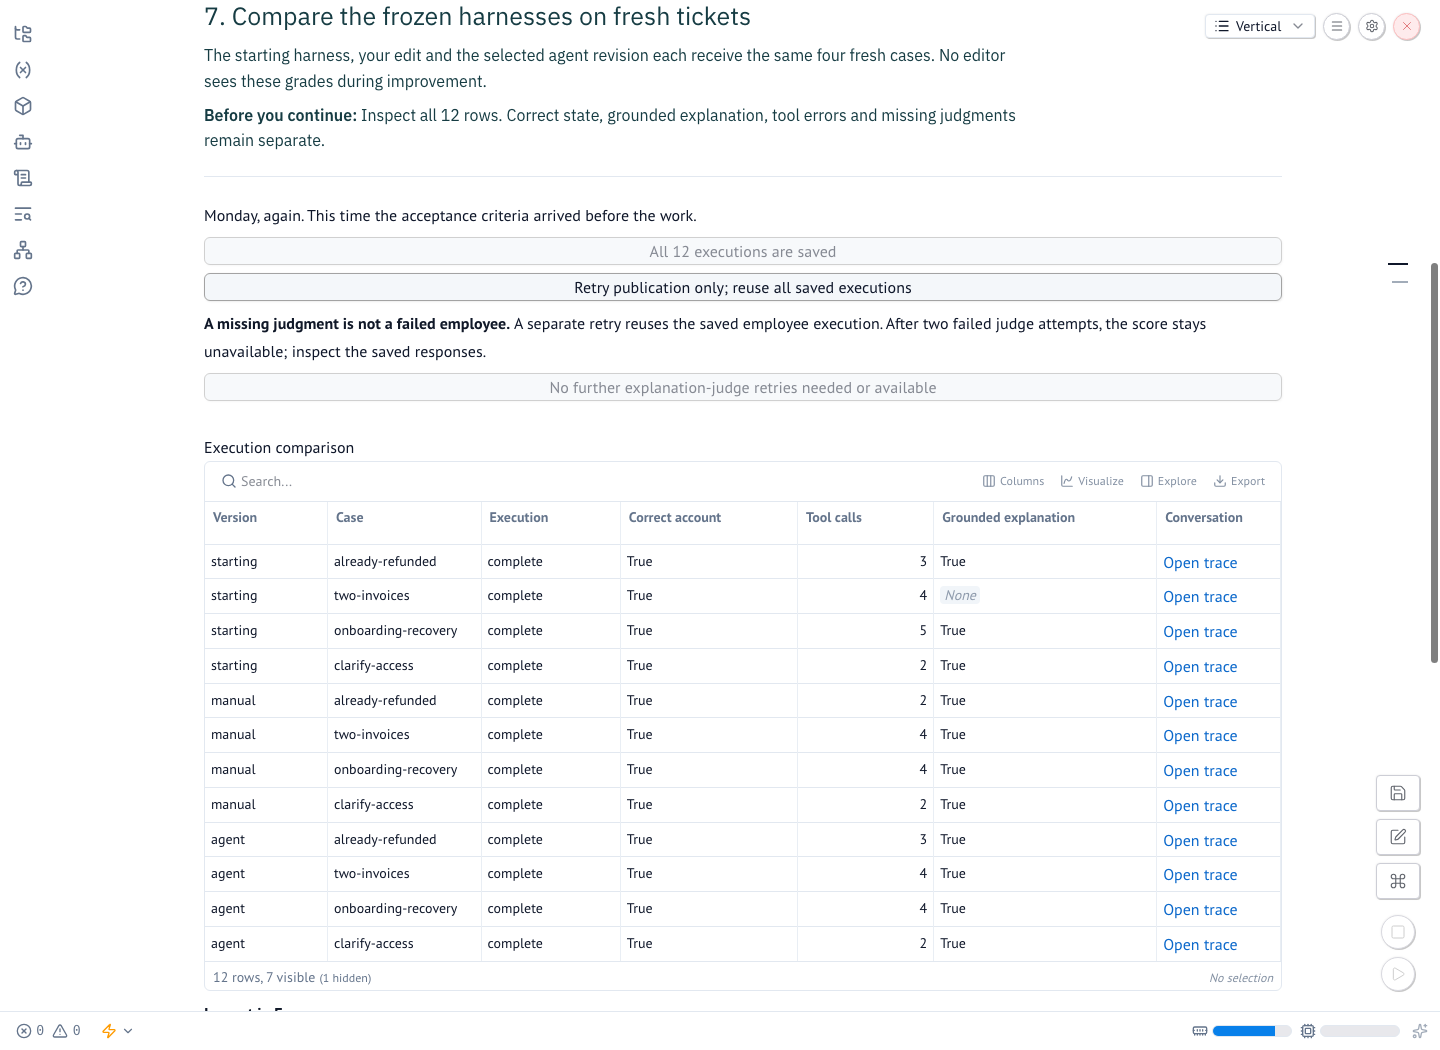 7. Compare the frozen harnesses on fresh tickets
Vertical
The starting harness, your edit and the selected agent revision each receive the same four fresh cases. No editor
sees these grades during improvement.
Before you continue: Inspect all 12 rows. Correct state, grounded explanation, tool errors and missing judgments
remain separate.
Monday, again. This time the acceptance criteria arrived before the work.
All 12 executions are saved
Retry publication only; reuse all saved executions
A missing judgment is not a failed employee. A separate retry reuses the saved employee execution. After two failed judge attempts, the score stays
unavailable; inspect the saved responses.
No further explanation-judge retries needed or available
Execution comparison
Search... Columns Visualize Explore Export
Version Case Execution Correct account Tool calls Grounded explanation Conversation
starting already-refunded complete True 3 True Open trace
starting two-invoices complete True 4 None Open trace
starting onboarding-recovery complete True 5 True Open trace
starting clarify-access complete True 2 True Open trace
manual already-refunded complete True 2 True Open trace
manual two-invoices complete True 4 True Open trace
manual onboarding-recovery complete True 4 True Open trace
manual clarify-access complete True 2 True Open trace
agent already-refunded complete True 3 True Open trace
agent two-invoices complete True 4 True Open trace
agent onboarding-recovery complete True 4 True Open trace
agent clarify-access complete True 2 True Open trace
12 rows, 7 visible (1 hidden) No selection
0 0